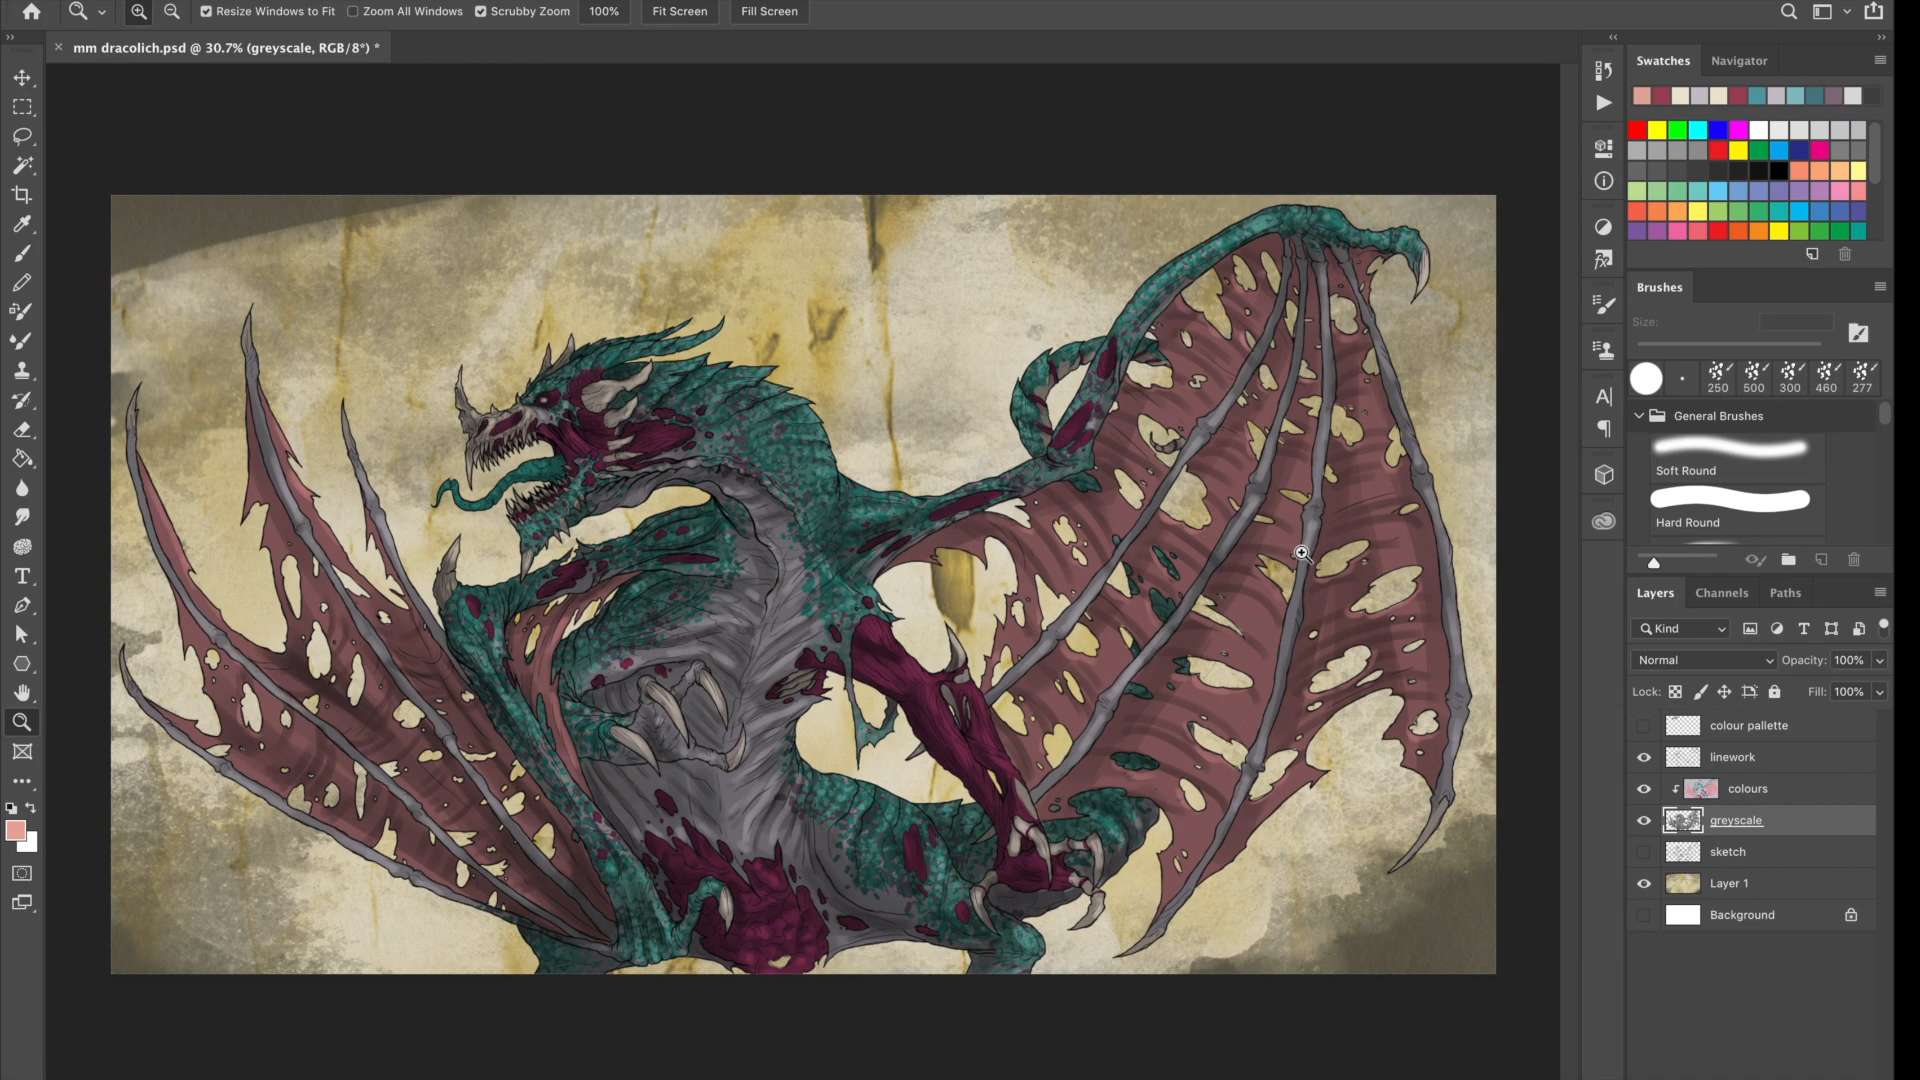 Resize Windows to Fit Zoom All Windows Scrubby Zoom 100% Fit Screen Fill Screen
mm dracolich.psd @ 30.7% (greyscale, RGB/8*) *
Swatches Navigator
Brushes
Size:
250 500 300 460 277
General Brushes
Soft Round
Hard Round
Layers Channels Paths
Kind
Normal Opacity: 100%
Lock: Fill: 100%
colour pallette
linework
colours
greyscale
sketch
Layer 1
Background